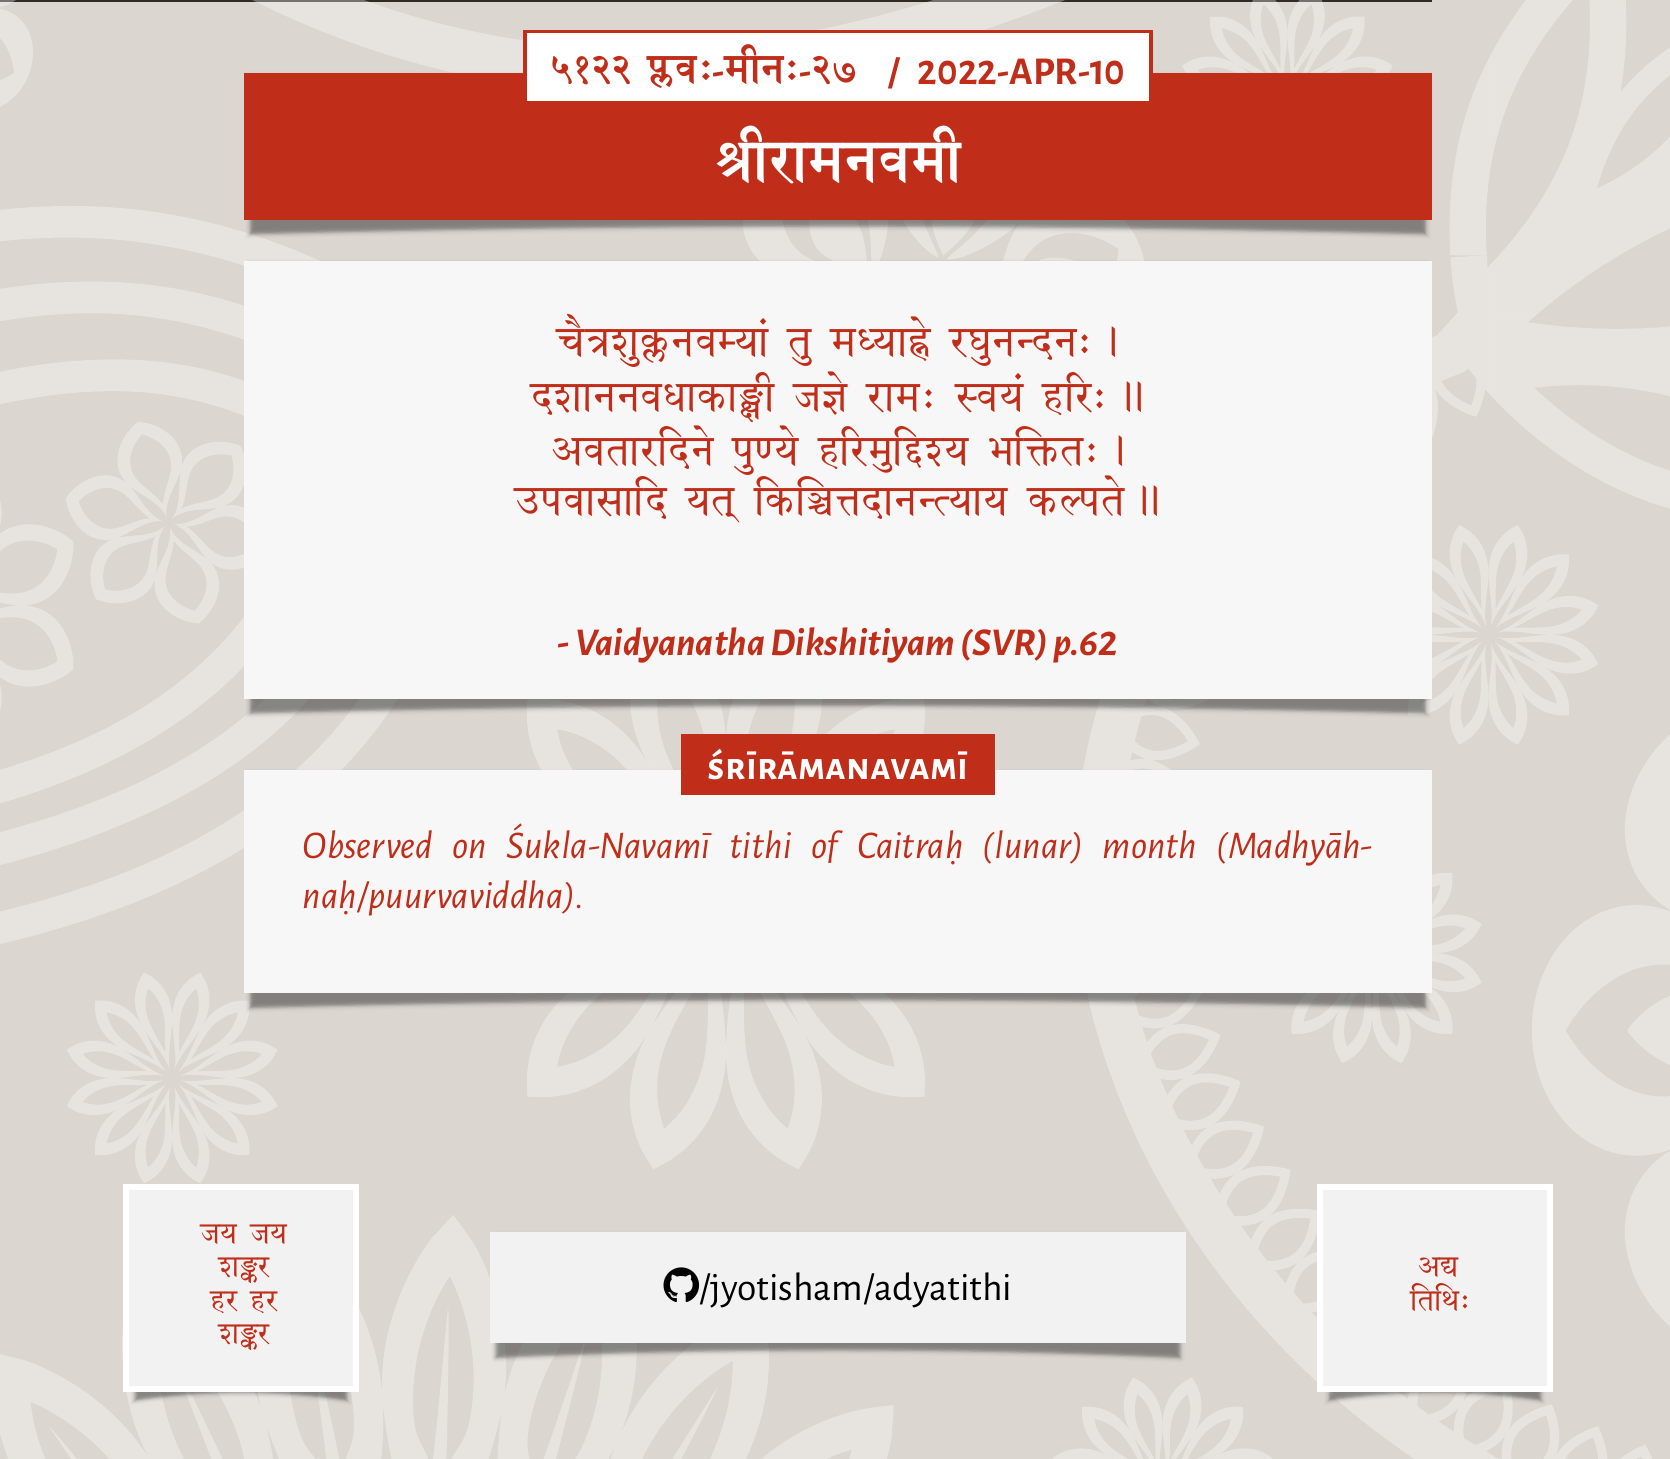 ५१२२ प्लवः-मीनः-२७ / 2022-APR-10
श्रीरामनवमी
चैत्रशुक्लनवम्यां तु मध्याह्ने रघुनन्दनः ।
दशाननवधाकाङ्क्षी जज्ञे रामः स्वयं हरिः ॥
अवतारदिने पुण्ये हरिमुद्दिश्य भक्तितः ।
उपवासादि यत् किञ्चित्तदानन्त्याय कल्पते ॥
- Vaidyanatha Dikshitiyam (SVR) p.62
ŚRĪRĀMANAVAMĪ
Observed on Śukla-Navamī tithi of Caitraḥ (lunar) month (Madhyāh-
naḥ/puurvaviddha).
जय जय
शङ्कर
हर हर
शङ्कर
/jyotisham/adyatithi
अद्य
तिथिः